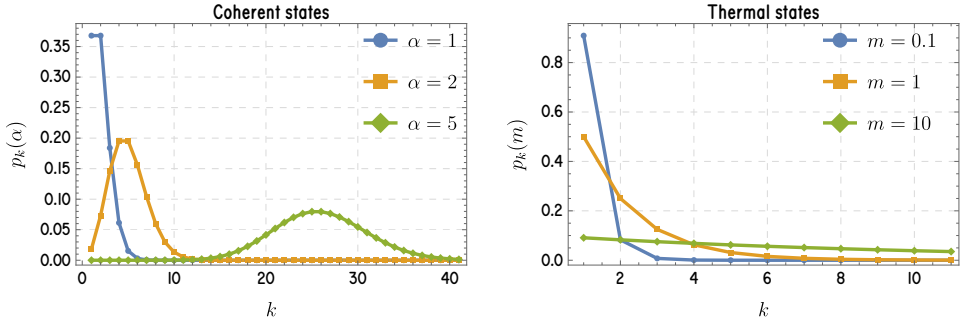 Coherent states
p_k(α)
0.35
0.30
0.25
0.20
0.15
0.10
0.05
0.00
α = 1
α = 2
α = 5
0 10 20 30 40
k
Thermal states
p_k(m)
0.8
0.6
0.4
0.2
0.0
m = 0.1
m = 1
m = 10
2 4 6 8 10
k